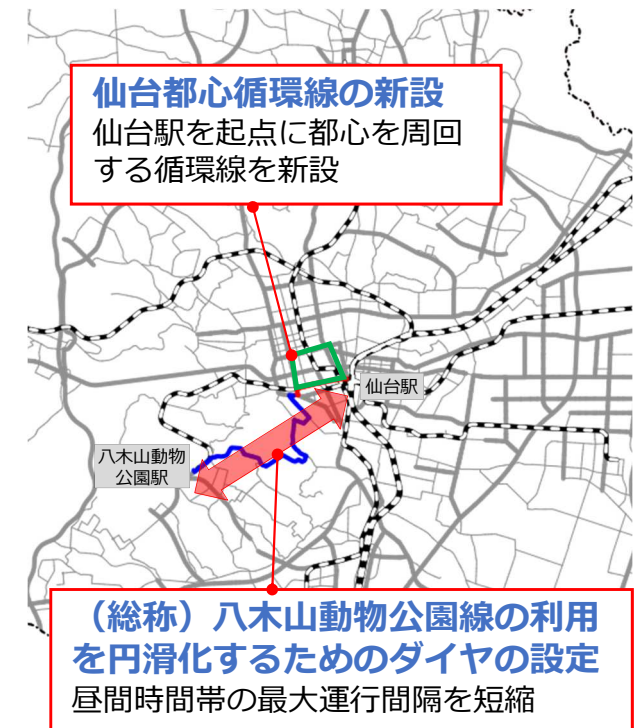 仙台都心循環線の新設
仙台駅を起点に都心を周回
する循環線を新設
仙台駅
八木山動物
公園駅
（総称）八木山動物公園線の利用
を円滑化するためのダイヤの設定
昼間時間帯の最大運行間隔を短縮